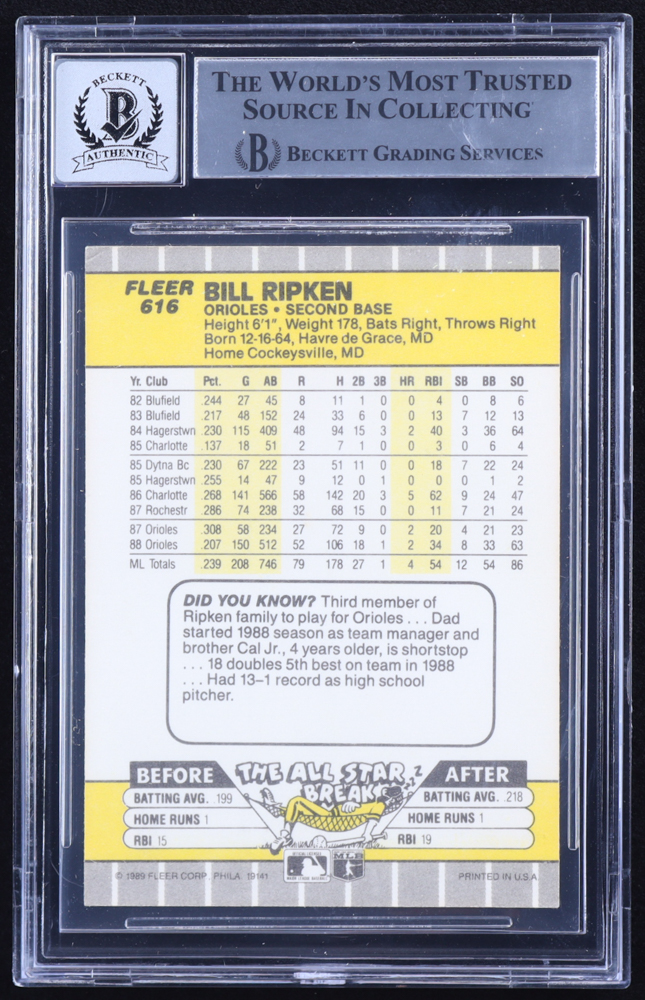 BECKETT
B
AUTHENTIC
THE WORLD'S MOST TRUSTED
SOURCE IN COLLECTING
B BECKETT GRADING SERVICES
FLEER
616
BILL RIPKEN
ORIOLES • SECOND BASE
Height 6'1", Weight 178, Bats Right, Throws Right
Born 12-16-64, Havre de Grace, MD
Home Cockeysville, MD
Yr. Club Pct. G AB R H 2B 3B HR RBI SB BB SO
82 Blufield .244 27 45 8 11 1 0 0 4 0 8 6
83 Blufield .217 48 152 24 33 6 0 0 13 7 12 13
84 Hagerstwn .230 115 409 48 94 15 3 2 40 3 36 64
85 Charlotte .137 18 51 2 7 1 0 0 3 0 6 4
85 Dytna Bc .230 67 222 23 51 11 0 0 18 7 22 24
85 Hagerstwn .255 14 47 9 12 0 1 0 0 0 1 2
86 Charlotte .268 141 566 58 142 20 3 5 62 9 24 47
87 Rochestr .286 74 238 32 68 15 0 0 11 7 21 24
87 Orioles .308 58 234 27 72 9 0 2 20 4 21 23
88 Orioles .207 150 512 52 106 18 1 2 34 8 33 63
ML Totals .239 208 746 79 178 27 1 4 54 12 54 86
DID YOU KNOW? Third member of
Ripken family to play for Orioles . . . Dad
started 1988 season as team manager and
brother Cal Jr., 4 years older, is shortstop
. . . 18 doubles 5th best on team in 1988
. . . Had 13-1 record as high school
pitcher.
BEFORE THE ALL STAR BREAK AFTER
zzz
BATTING AVG. .199 BATTING AVG. .218
HOME RUNS 1 HOME RUNS 1
RBI 15 RBI 19
© 1989 FLEER CORP., PHILA. 19141 MLB PRINTED IN U.S.A.